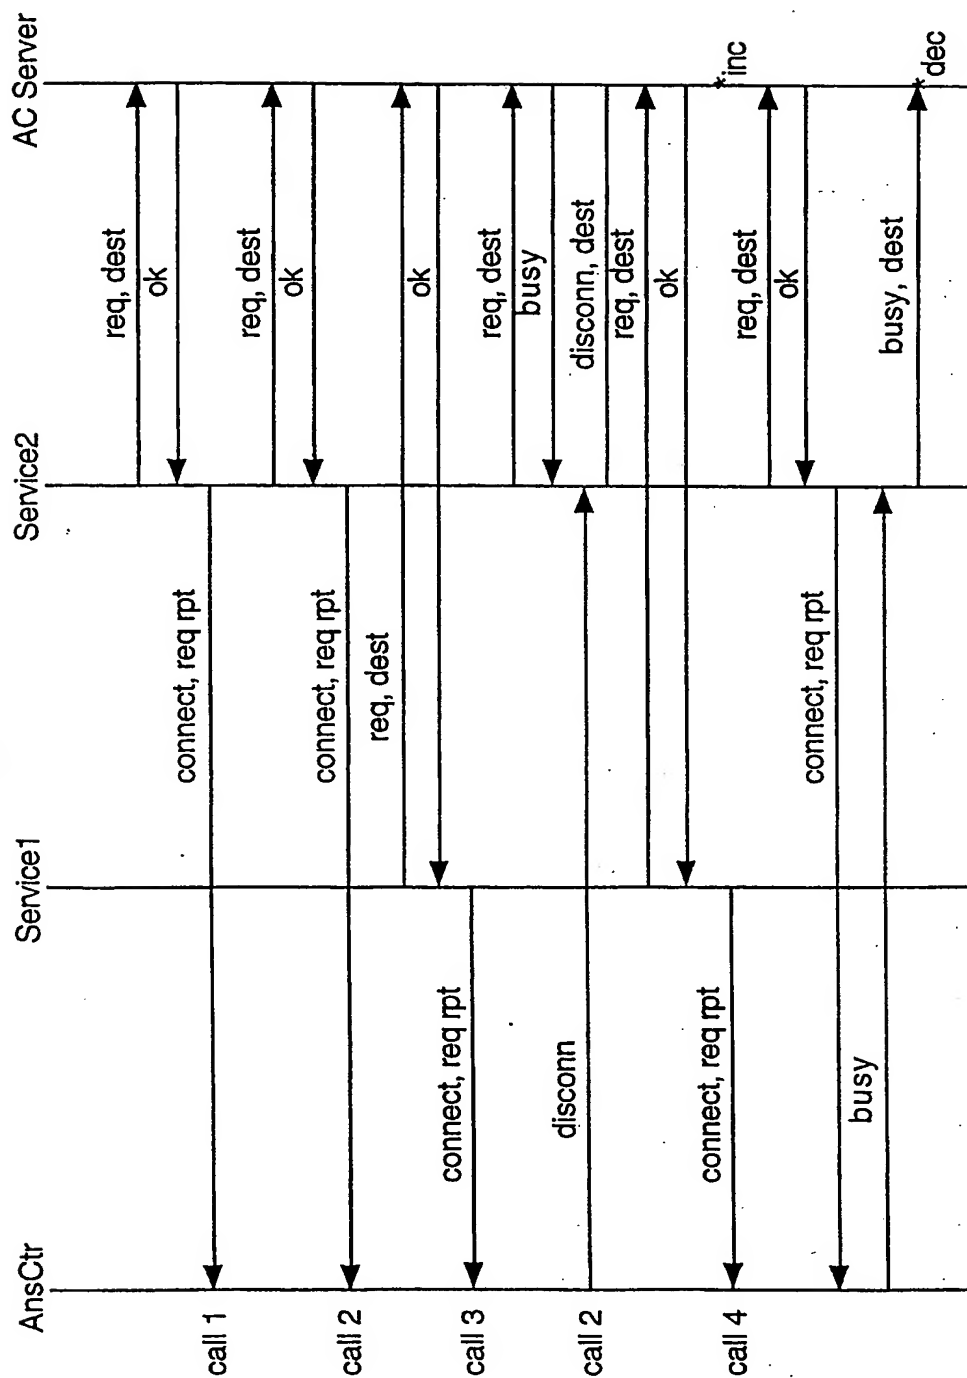 AnsCtr Service1 Service2 AC Server
req, dest
ok
call 1
connect, req rpt
req, dest
ok
call 2
connect, req rpt
req, dest
ok
call 3
connect, req rpt
req, dest
busy
call 2
disconn
disconn, dest
req, dest
ok
call 4
connect, req rpt
*inc
req, dest
ok
connect, req rpt
busy
busy, dest
*dec